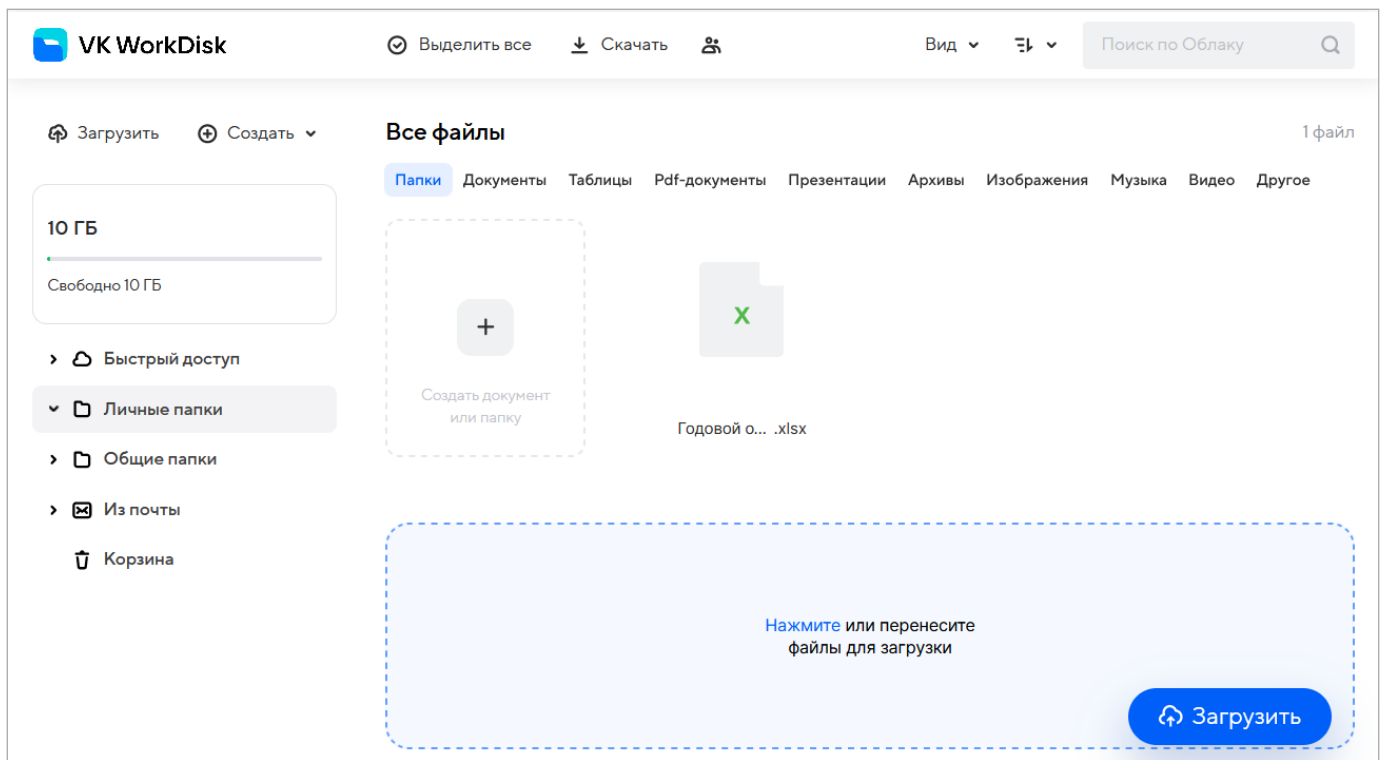 VK WorkDisk
Выделить все
Скачать
Вид
Поиск по Облаку
Загрузить
Создать
Все файлы
1 файл
Папки
Документы
Таблицы
Pdf-документы
Презентации
Архивы
Изображения
Музыка
Видео
Другое
10 ГБ
Свободно 10 ГБ
Быстрый доступ
Личные папки
Общие папки
Из почты
Корзина
Создать документ
или папку
X
Годовой о... .xlsx
Нажмите или перенесите
файлы для загрузки
Загрузить